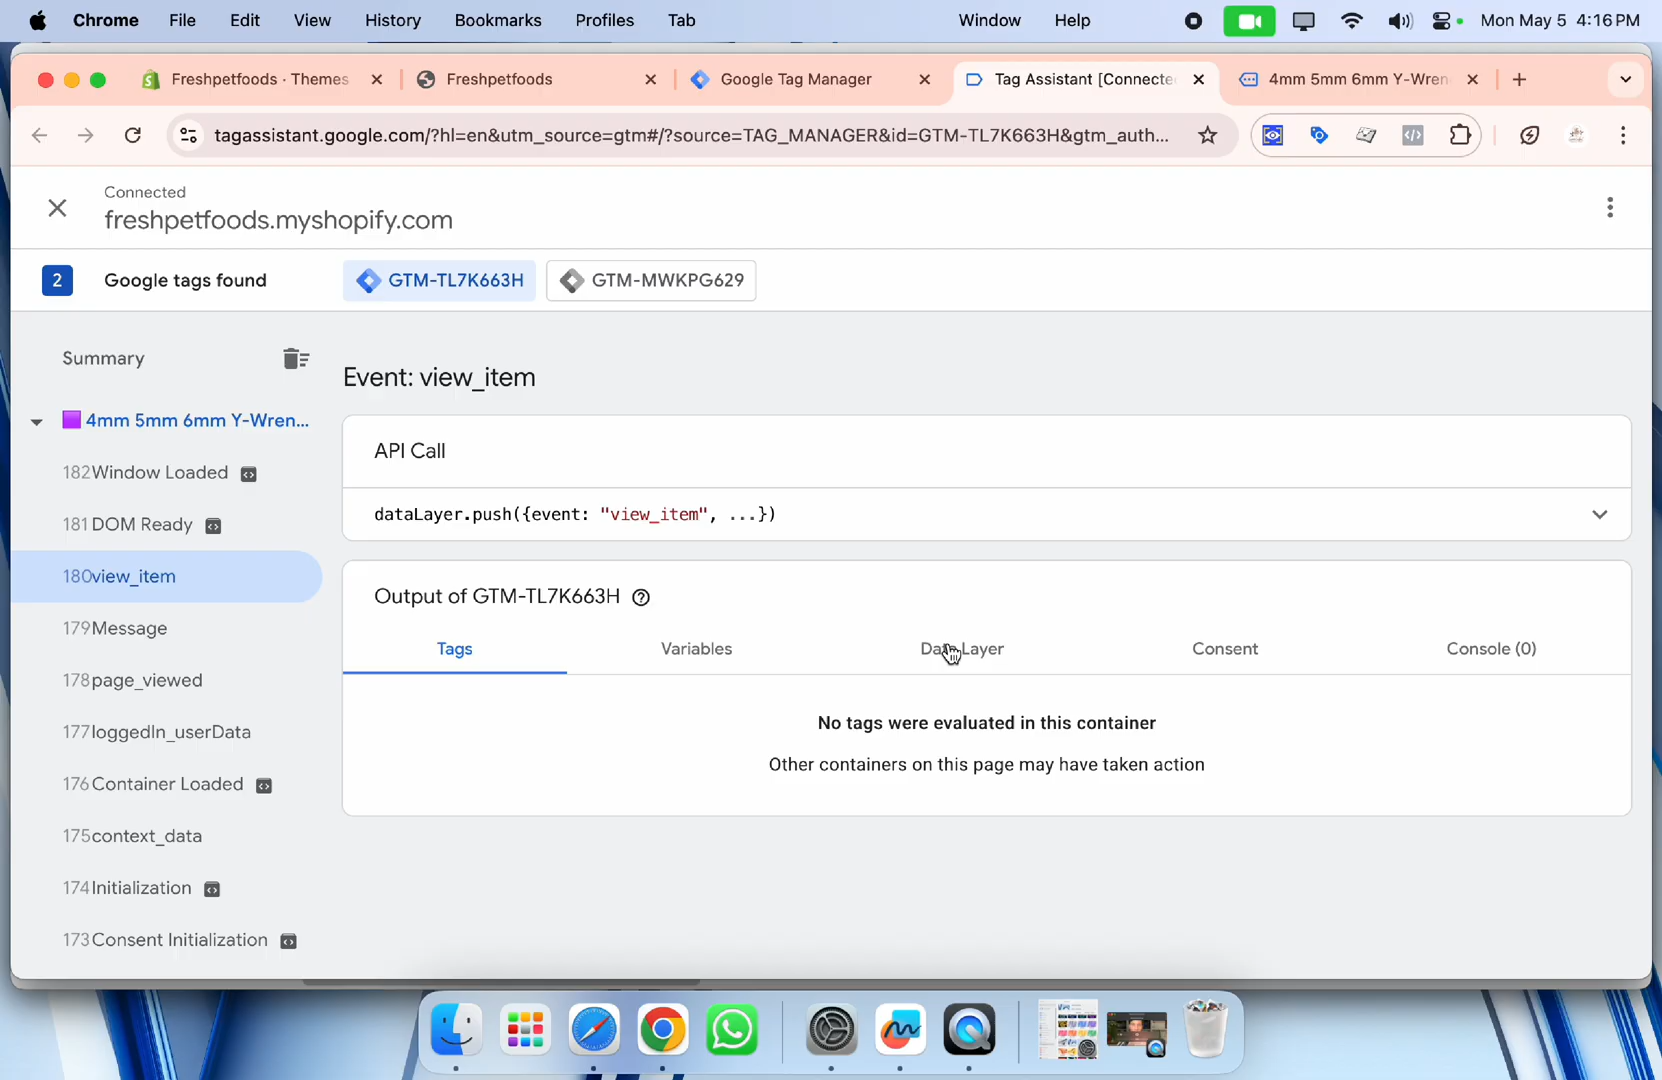 Chrome File Edit View History Bookmarks Profiles Tab Window Help Mon May 5 4:16 PM
Freshpetfoods · Themes Freshpetfoods Google Tag Manager Tag Assistant [Connecte 4mm 5mm 6mm Y-Wren
tagassistant.google.com/?hl=en&utm_source=gtm#/?source=TAG_MANAGER&id=GTM-TL7K663H&gtm_auth...
Connected
freshpetfoods.myshopify.com
2 Google tags found GTM-TL7K663H GTM-MWKPG629
Summary
Event: view_item
4mm 5mm 6mm Y-Wren...
API Call
182 Window Loaded
dataLayer.push({event: "view_item", ...})
181 DOM Ready
180 view_item
Output of GTM-TL7K663H
179 Message
Tags Variables Data Layer Consent Console (0)
178 page_viewed
177 loggedIn_userData
No tags were evaluated in this container
Other containers on this page may have taken action
176 Container Loaded
175 context_data
174 Initialization
173 Consent Initialization